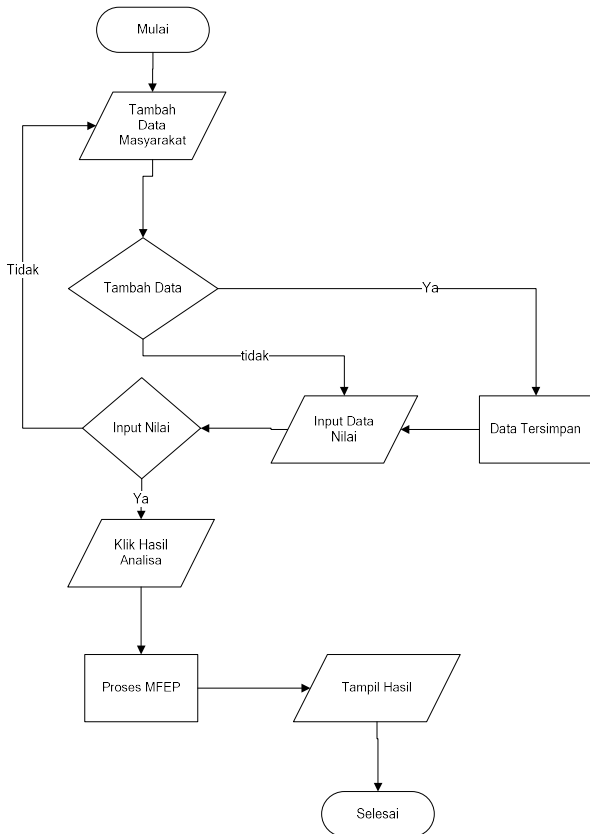 Mulai
Tambah
Data
Masyarakat
Tidak
Tambah Data
Ya
tidak
Input Nilai
Input Data
Nilai
Data Tersimpan
Ya
Klik Hasil
Analisa
Proses MFEP
Tampil Hasil
Selesai